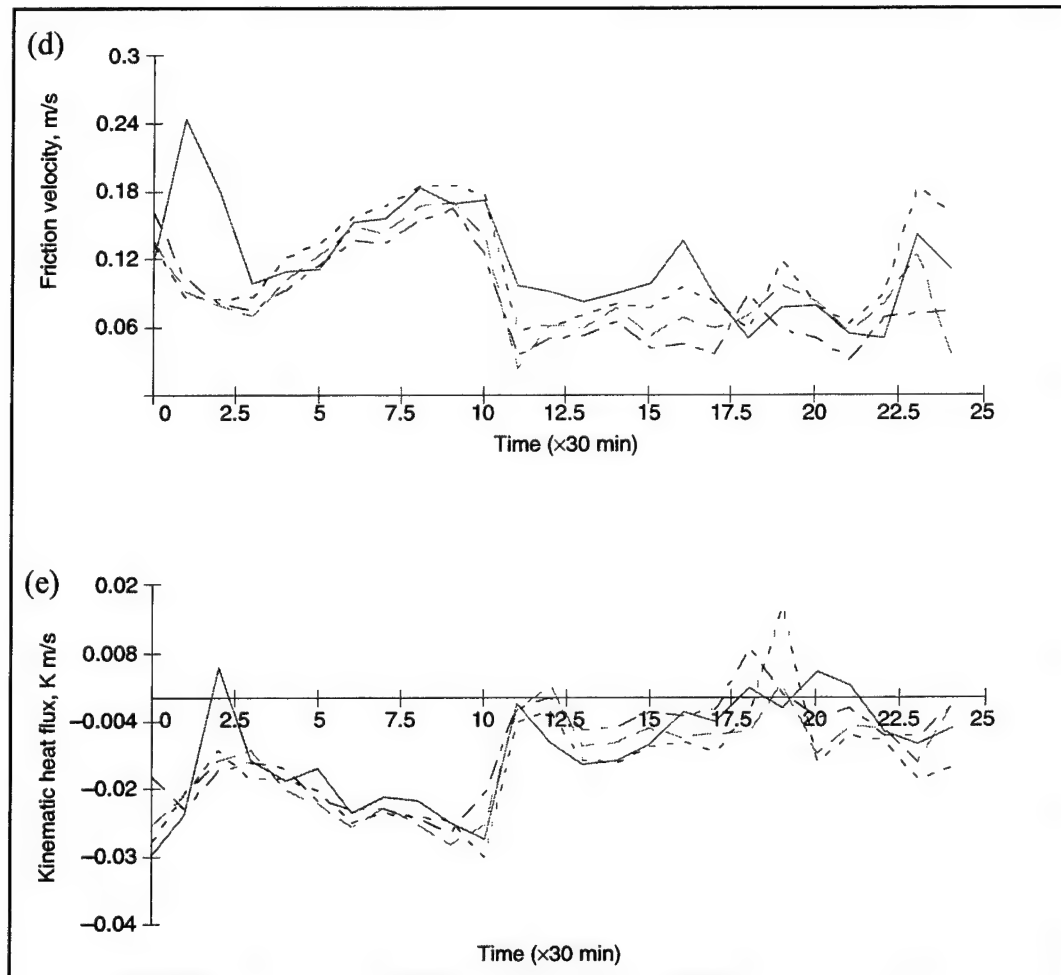 (d)
0.3
0.24
0.18
0.12
0.06
Friction velocity, m/s
0 2.5 5 7.5 10 12.5 15 17.5 20 22.5 25
Time (×30 min)
(e)
0.02
0.008
−0.004
−0.02
−0.03
−0.04
Kinematic heat flux, K m/s
0 2.5 5 7.5 10 12.5 15 17.5 20 22.5 25
Time (×30 min)